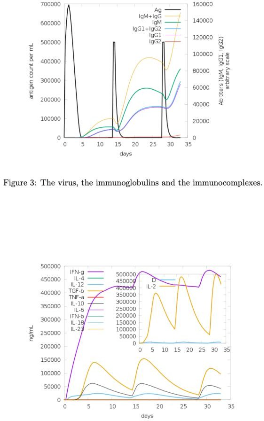 700000
600000
500000
400000
300000
200000
100000
0
160000
140000
120000
100000
80000
60000
40000
20000
0
0 5 10 15 20 25 30 35
days
antigen count per mL
Ab titers (IgM, IgG1, IgG2)
arbitrary scale
Ag
IgM+IgG
IgM
IgG1+IgG2
IgG1
IgG2
Figure 3: The virus, the immunoglobulins and the immunocomplexes.
500000
450000
400000
350000
300000
250000
200000
150000
100000
50000
0
0 5 10 15 20 25 30 35
days
ng/mL
IFN-g
IL-4
IL-12
TGF-b
TNF-a
IL-10
IL-6
IFN-b
IL-18
IL-23
500000
450000
400000
350000
300000
250000
200000
150000
100000
50000
0 5 10 15 20 25 30 35
D
IL-2